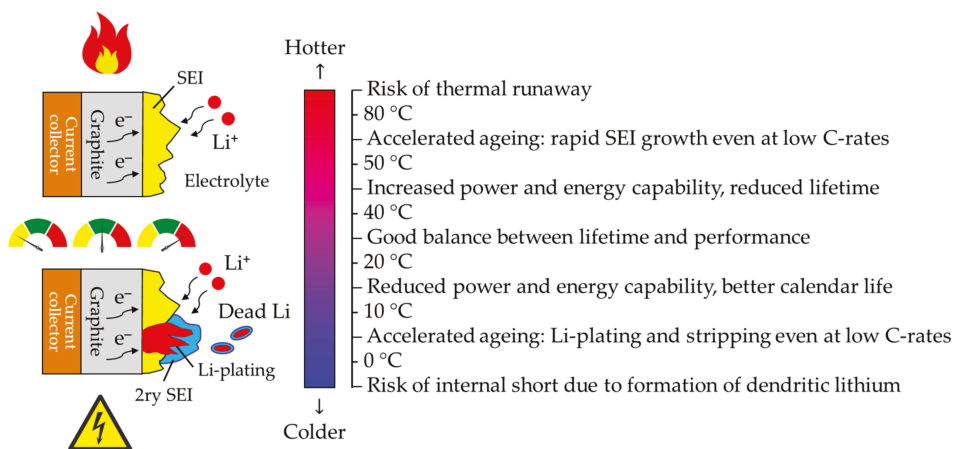 Hotter
↑
SEI
Current
collector
Graphite
e⁻
e⁻
Li⁺
Electrolyte
Current
collector
Graphite
e⁻
e⁻
Li⁺
Dead Li
Li-plating
2ry SEI
Risk of thermal runaway
80 °C
Accelerated ageing: rapid SEI growth even at low C-rates
50 °C
Increased power and energy capability, reduced lifetime
40 °C
Good balance between lifetime and performance
20 °C
Reduced power and energy capability, better calendar life
10 °C
Accelerated ageing: Li-plating and stripping even at low C-rates
0 °C
Risk of internal short due to formation of dendritic lithium
↓
Colder